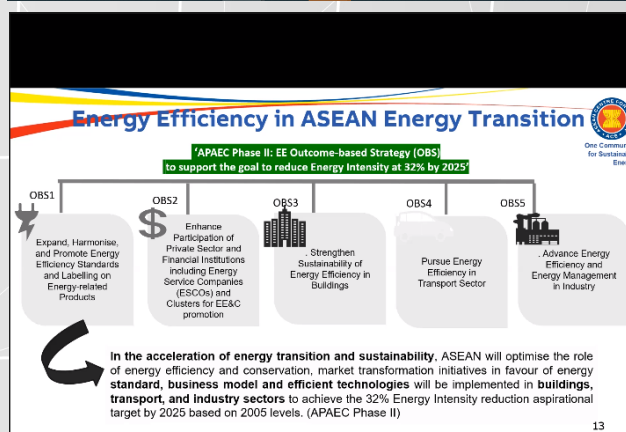 Energy Efficiency in ASEAN Energy Transition
One Commun
for Sustaina
Ener
‘APAEC Phase II: EE Outcome-based Strategy (OBS)
to support the goal to reduce Energy Intensity at 32% by 2025’
OBS1
Expand, Harmonise,
and Promote Energy
Efficiency Standards
and Labelling on
Energy-related
Products
OBS2
Enhance
Participation of
Private Sector and
Financial Institutions
including Energy
Service Companies
(ESCOs) and
Clusters for EE&C
promotion
OBS3
. Strengthen
Sustainability of
Energy Efficiency in
Buildings
OBS4
Pursue Energy
Efficiency in
Transport Sector
OBS5
. Advance Energy
Efficiency and
Energy Management
in Industry
In the acceleration of energy transition and sustainability, ASEAN will optimise the role
of energy efficiency and conservation, market transformation initiatives in favour of energy
standard, business model and efficient technologies will be implemented in buildings,
transport, and industry sectors to achieve the 32% Energy Intensity reduction aspirational
target by 2025 based on 2005 levels. (APAEC Phase II)
13